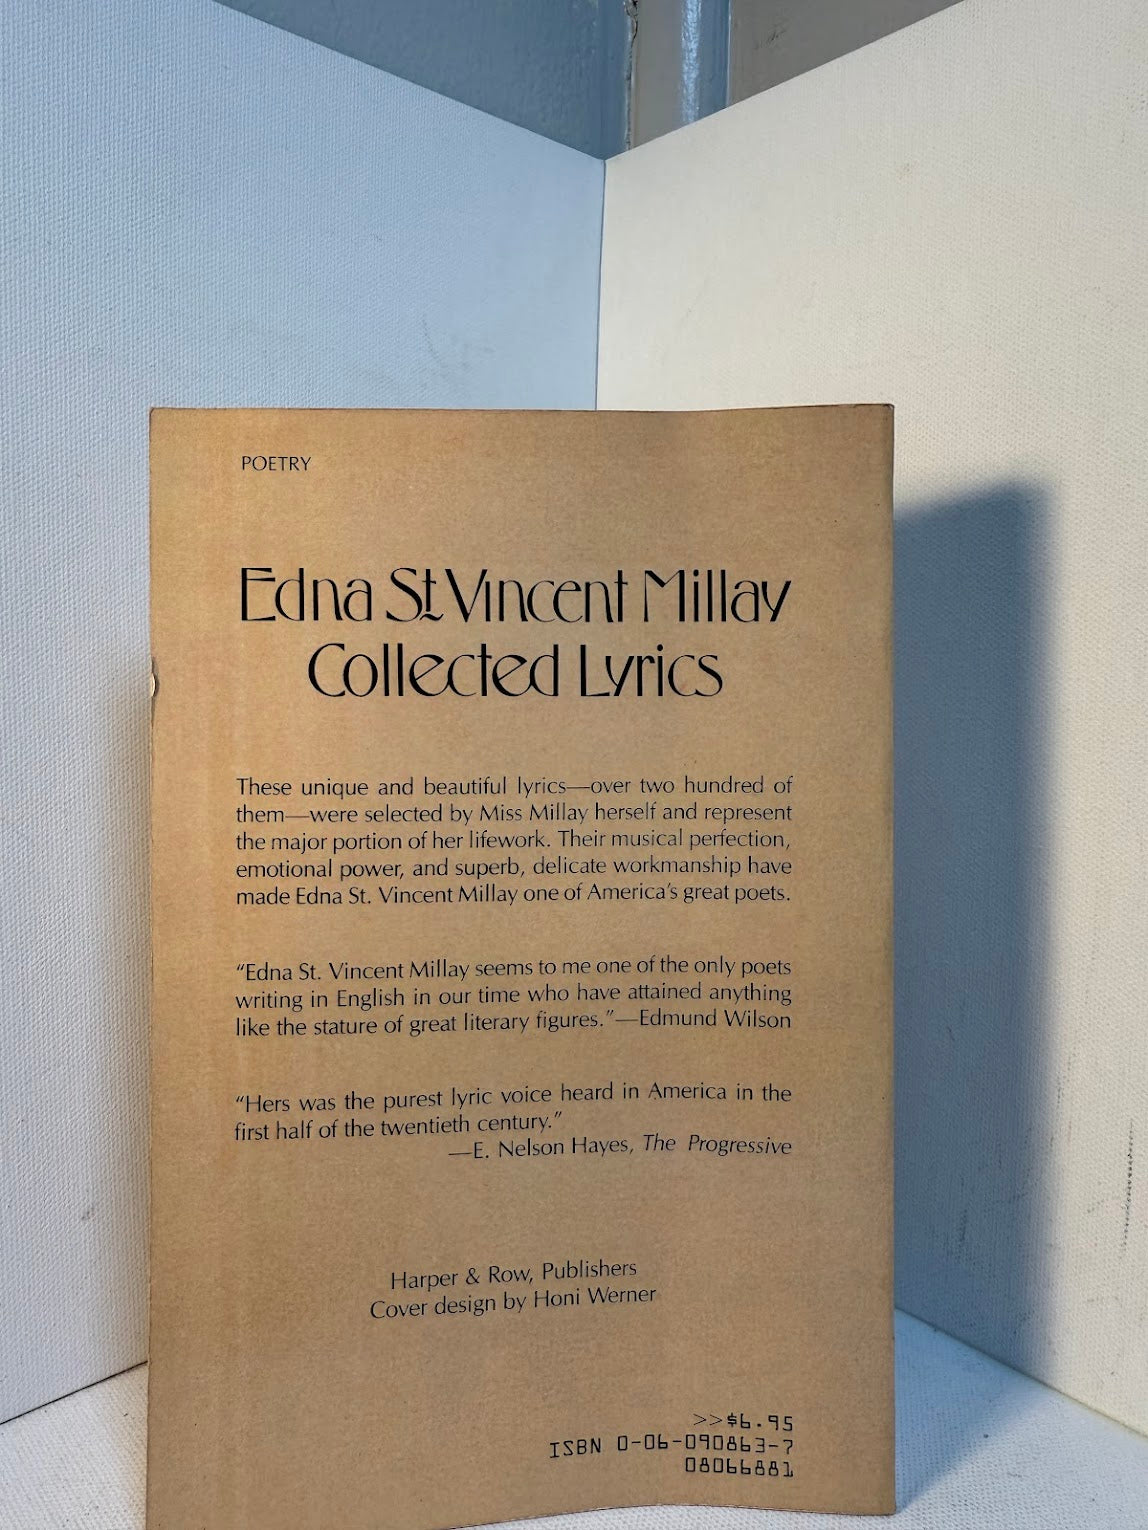 POETRY
Edna St. Vincent Millay
Collected Lyrics
These unique and beautiful lyrics—over two hundred of
them—were selected by Miss Millay herself and represent
the major portion of her lifework. Their musical perfection,
emotional power, and superb, delicate workmanship have
made Edna St. Vincent Millay one of America's great poets.
“Edna St. Vincent Millay seems to me one of the only poets
writing in English in our time who have attained anything
like the stature of great literary figures.”—Edmund Wilson
“Hers was the purest lyric voice heard in America in the
first half of the twentieth century.”
—E. Nelson Hayes, The Progressive
Harper & Row, Publishers
Cover design by Honi Werner
>>$6.95
ISBN 0-06-090863-7
08066881